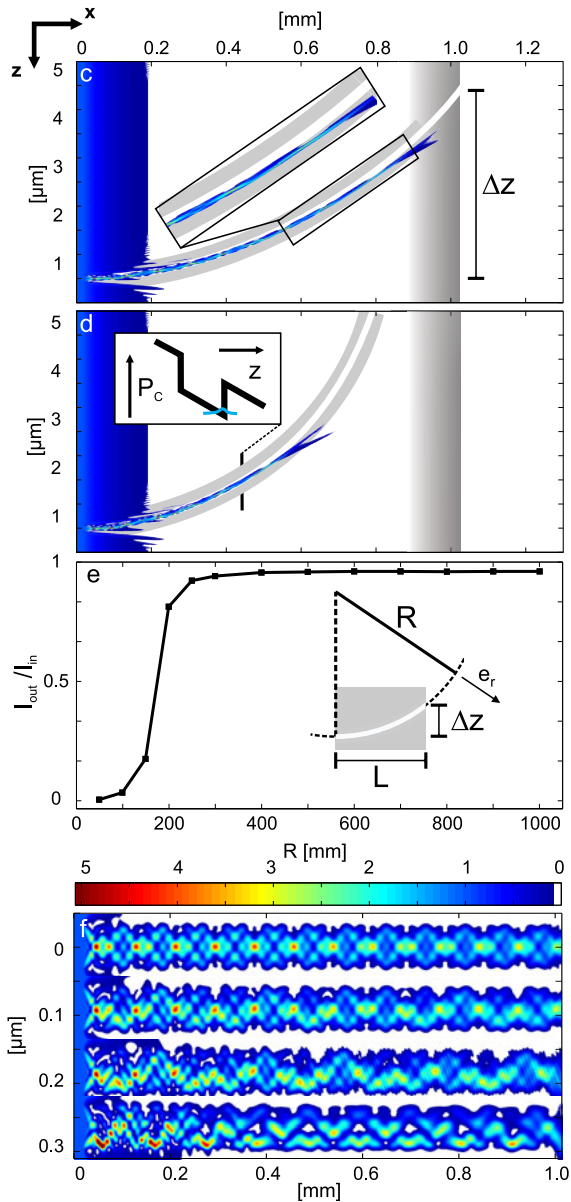 [mm]
x
z
0 0.2 0.4 0.6 0.8 1.0 1.2
c
5
4
3
2
1
[µm]
Δz
d
5
4
3
2
1
[µm]
P_C
z
e
1
0.5
0
I_out / I_in
R
e_r
Δz
L
0 200 400 600 800 1000
R [mm]
5 4 3 2 1 0
f
0
0.1
0.2
0.3
[µm]
0 0.2 0.4 0.6 0.8 1.0
[mm]